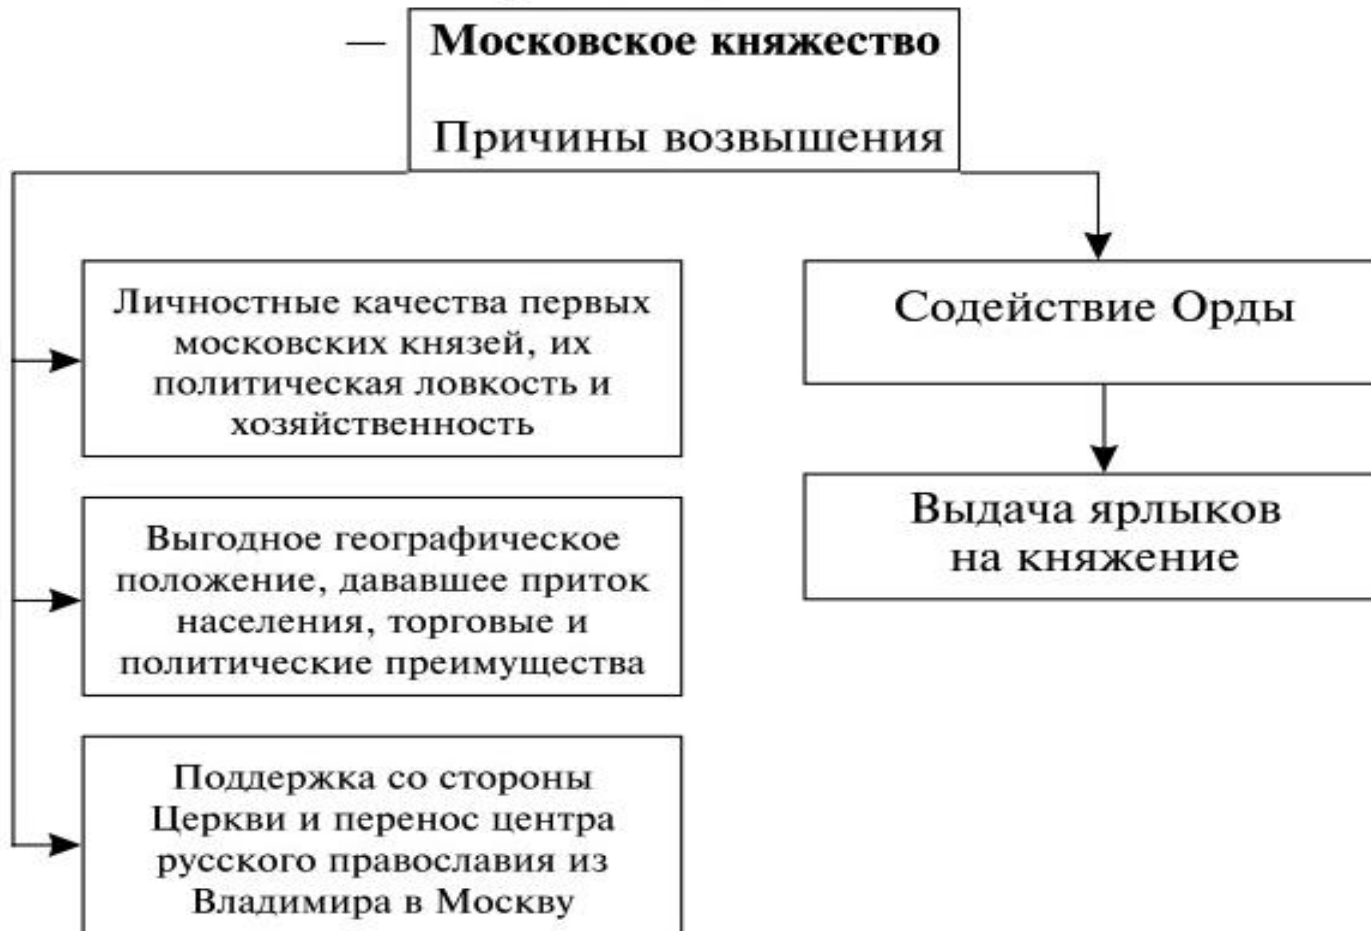 — Московское княжество
Причины возвышения
Личностные качества первых
московских князей, их
политическая ловкость и
хозяйственность
Выгодное географическое
положение, дававшее приток
населения, торговые и
политические преимущества
Поддержка со стороны
Церкви и перенос центра
русского православия из
Владимира в Москву
Содействие Орды
Выдача ярлыков
на княжение